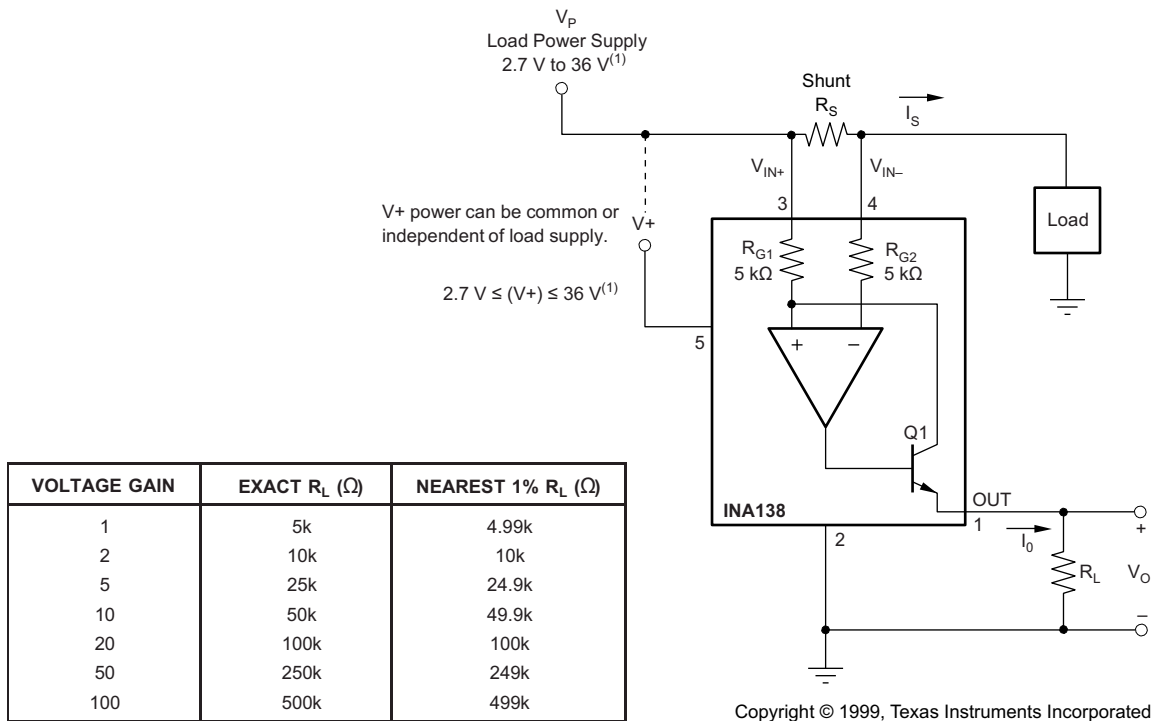 V_P
Load Power Supply
2.7 V to 36 V^(1)
Shunt
R_S
I_S
V_IN+
V_IN–
3
4
Load
V+ power can be common or
independent of load supply.
V+
R_G1
5 kΩ
R_G2
5 kΩ
2.7 V ≤ (V+) ≤ 36 V^(1)
5
+
–
Q1
OUT
INA138
1
2
I_0
+
R_L
V_O
–
VOLTAGE GAIN EXACT R_L (Ω) NEAREST 1% R_L (Ω)
1 5k 4.99k
2 10k 10k
5 25k 24.9k
10 50k 49.9k
20 100k 100k
50 250k 249k
100 500k 499k
Copyright © 1999, Texas Instruments Incorporated